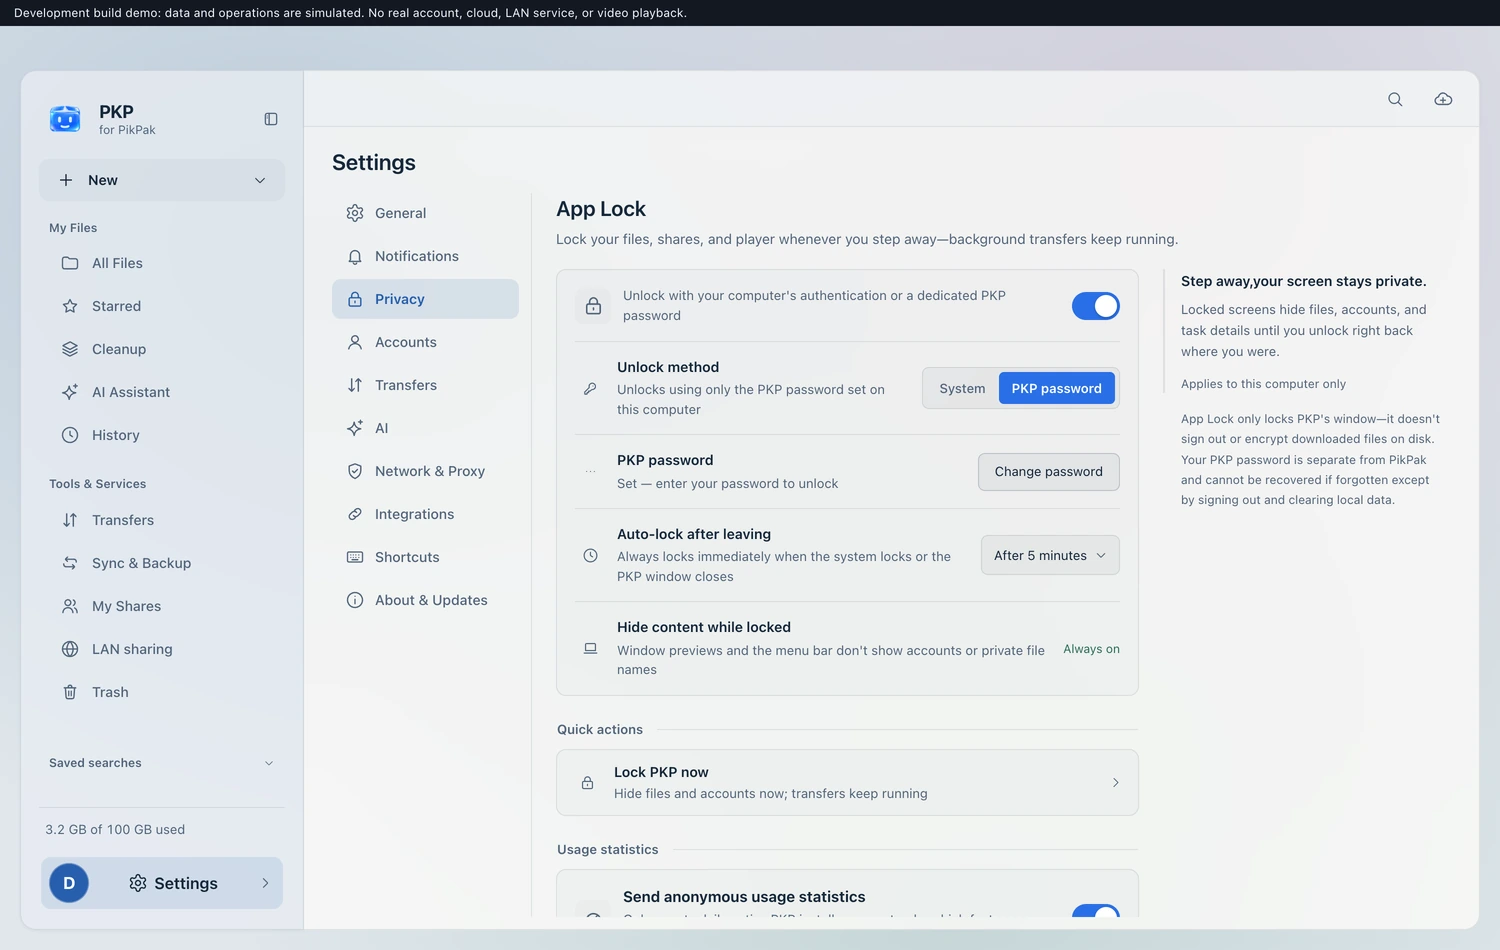 Development build demo: data and operations are simulated. No real account, cloud, LAN service, or video playback.
PKP
for PikPak
New
My Files
All Files
Starred
Cleanup
AI Assistant
History
Tools & Services
Transfers
Sync & Backup
My Shares
LAN sharing
Trash
Saved searches
3.2 GB of 100 GB used
D
Settings
Settings
General
Notifications
Privacy
Accounts
Transfers
AI
Network & Proxy
Integrations
Shortcuts
About & Updates
App Lock
Lock your files, shares, and player whenever you step away—background transfers keep running.
Unlock with your computer's authentication or a dedicated PKP
password
Unlock method
Unlocks using only the PKP password set on
this computer
System
PKP password
PKP password
Set — enter your password to unlock
Change password
Auto-lock after leaving
Always locks immediately when the system locks or the
PKP window closes
After 5 minutes
Hide content while locked
Window previews and the menu bar don't show accounts or private file
names
Always on
Quick actions
Lock PKP now
Hide files and accounts now; transfers keep running
Usage statistics
Send anonymous usage statistics
Step away,your screen stays private.
Locked screens hide files, accounts, and
task details until you unlock right back
where you were.
Applies to this computer only
App Lock only locks PKP's window—it doesn't
sign out or encrypt downloaded files on disk.
Your PKP password is separate from PikPak
and cannot be recovered if forgotten except
by signing out and clearing local data.